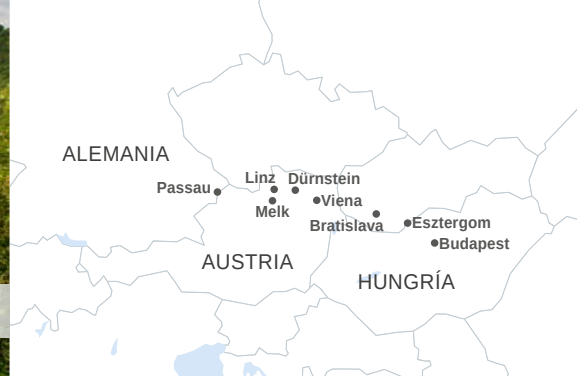 ALEMANIA
Linz
Dürnstein
Passau
Viena
Melk
Bratislava
Esztergom
Budapest
AUSTRIA
HUNGRÍA